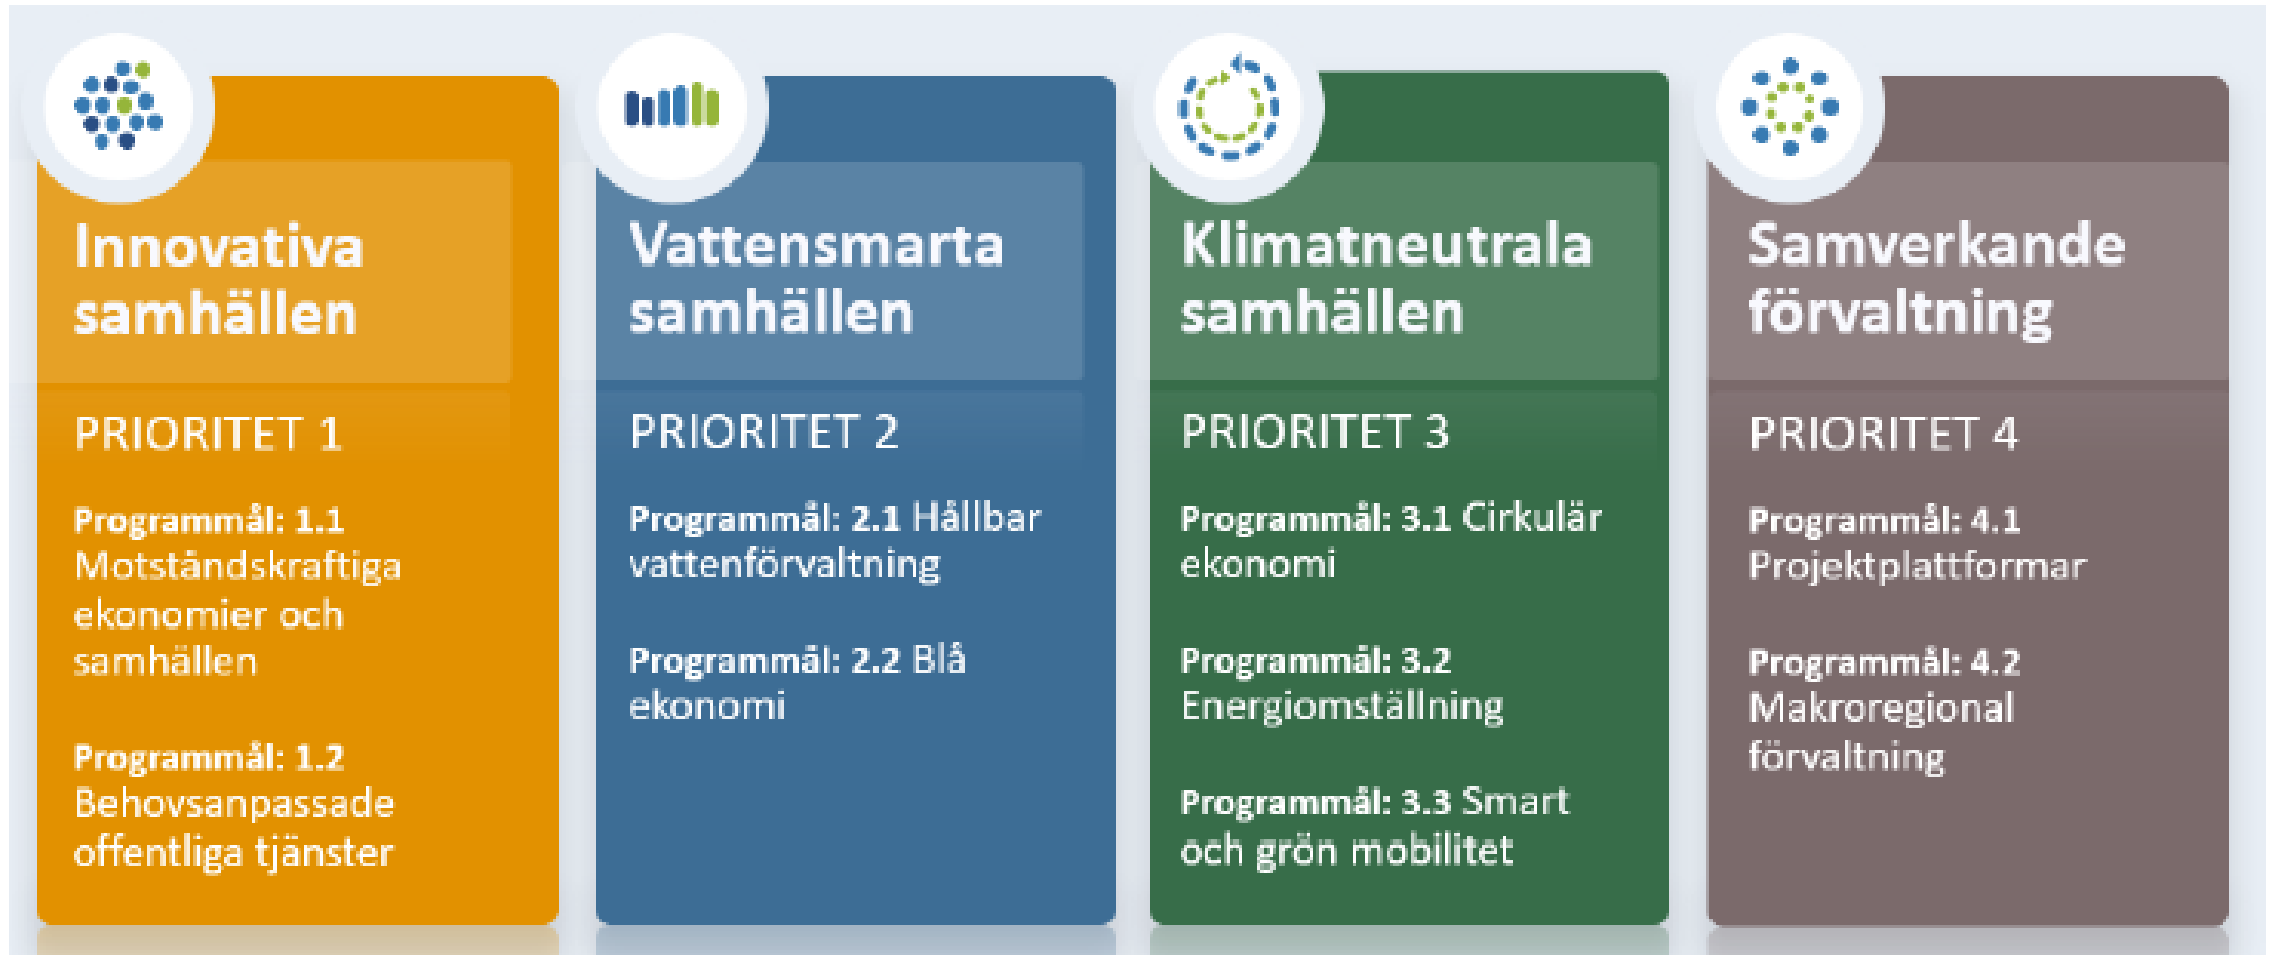 Innovativa
samhällen
PRIORITET 1
Programmål: 1.1
Motståndskraftiga
ekonomier och
samhällen
Programmål: 1.2
Behovsanpassade
offentliga tjänster
Vattensmarta
samhällen
PRIORITET 2
Programmål: 2.1 Hållbar
vattenförvaltning
Programmål: 2.2 Blå
ekonomi
Klimatneutrala
samhällen
PRIORITET 3
Programmål: 3.1 Cirkulär
ekonomi
Programmål: 3.2
Energiomställning
Programmål: 3.3 Smart
och grön mobilitet
Samverkande
förvaltning
PRIORITET 4
Programmål: 4.1
Projektplattformar
Programmål: 4.2
Makroregional
förvaltning